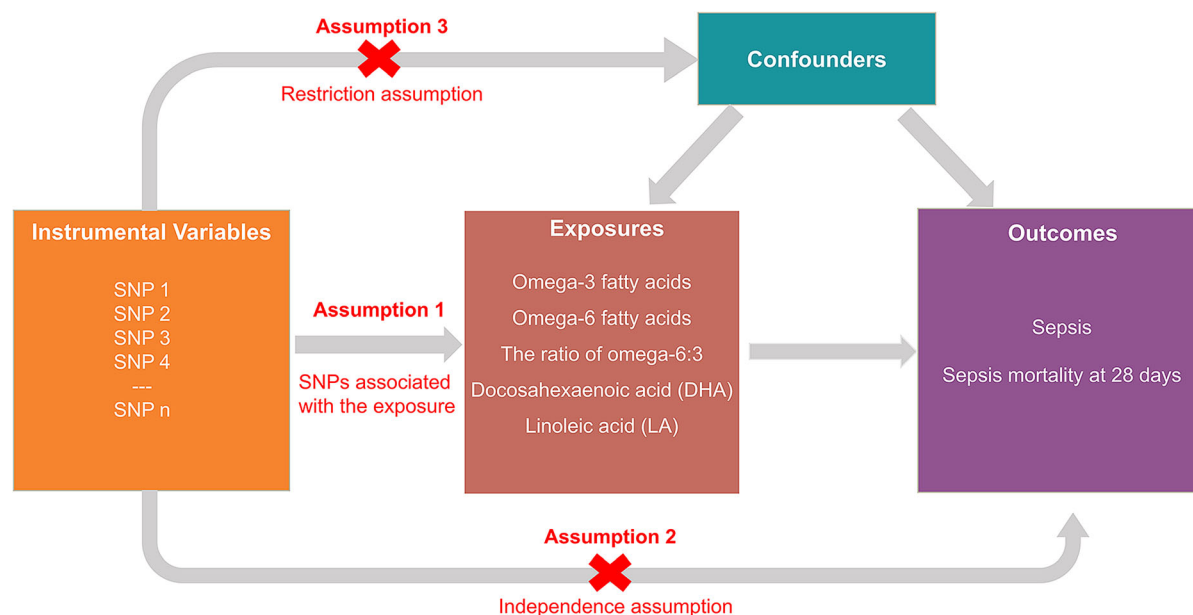 Assumption 3
Restriction assumption
Confounders
Instrumental Variables
SNP 1
SNP 2
SNP 3
SNP 4
---
SNP n
Assumption 1
SNPs associated
with the exposure
Exposures
Omega-3 fatty acids
Omega-6 fatty acids
The ratio of omega-6:3
Docosahexaenoic acid (DHA)
Linoleic acid (LA)
Outcomes
Sepsis
Sepsis mortality at 28 days
Assumption 2
Independence assumption